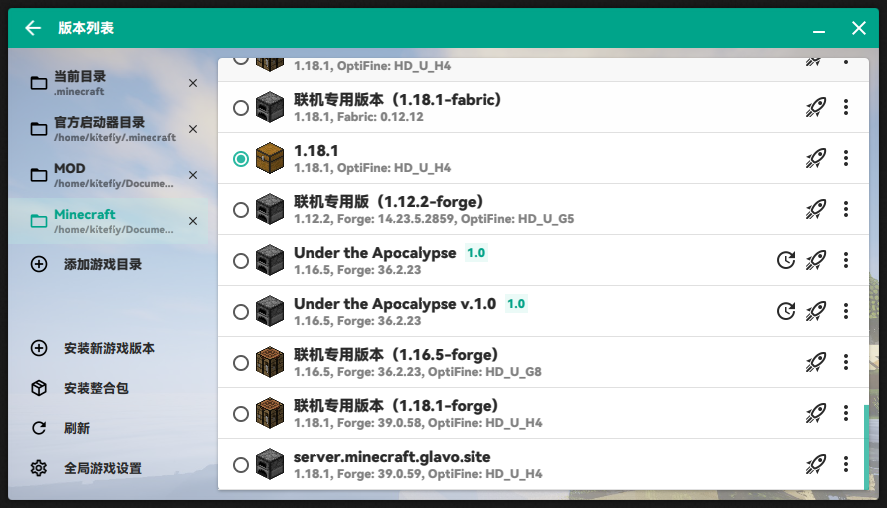 版本列表
当前目录
.minecraft
官方启动器目录
/home/kitefiy/.minecraft
MOD
/home/kitefiy/Docume...
Minecraft
/home/kitefiy/Docume...
添加游戏目录
安装新游戏版本
安装整合包
刷新
全局游戏设置
1.18.1, OptiFine: HD_U_H4
联机专用版本（1.18.1-fabric）
1.18.1, Fabric: 0.12.12
1.18.1
1.18.1, OptiFine: HD_U_H4
联机专用版（1.12.2-forge）
1.12.2, Forge: 14.23.5.2859, OptiFine: HD_U_G5
Under the Apocalypse 1.0
1.16.5, Forge: 36.2.23
Under the Apocalypse v.1.0 1.0
1.16.5, Forge: 36.2.23
联机专用版本（1.16.5-forge）
1.16.5, Forge: 36.2.23, OptiFine: HD_U_G8
联机专用版本（1.18.1-forge）
1.18.1, Forge: 39.0.58, OptiFine: HD_U_H4
server.minecraft.glavo.site
1.18.1, Forge: 39.0.59, OptiFine: HD_U_H4